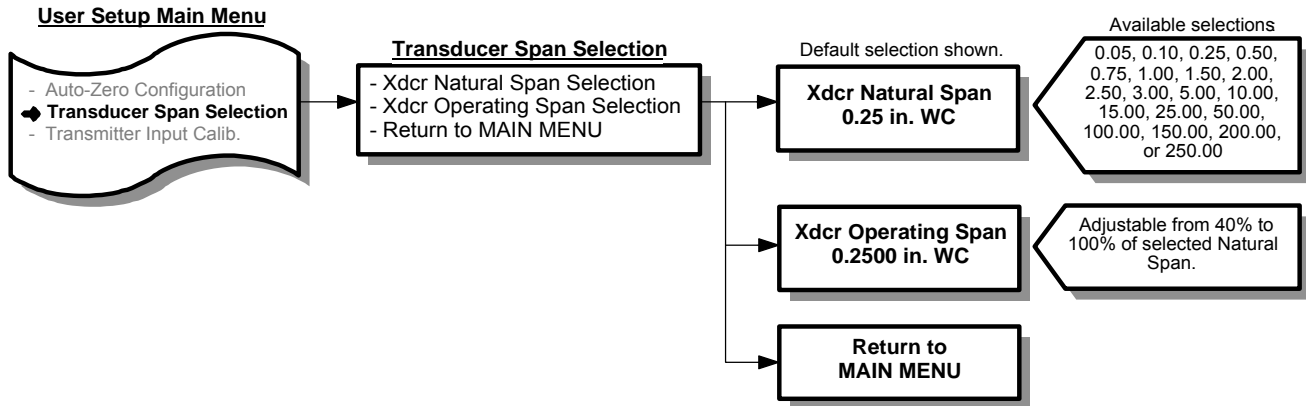 User Setup Main Menu
- Auto-Zero Configuration
Transducer Span Selection
- Transmitter Input Calib.
Transducer Span Selection
- Xdcr Natural Span Selection
- Xdcr Operating Span Selection
- Return to MAIN MENU
Default selection shown.
Xdcr Natural Span
0.25 in. WC
Available selections
0.05, 0.10, 0.25, 0.50,
0.75, 1.00, 1.50, 2.00,
2.50, 3.00, 5.00, 10.00,
15.00, 25.00, 50.00,
100.00, 150.00, 200.00,
or 250.00
Xdcr Operating Span
0.2500 in. WC
Adjustable from 40% to
100% of selected Natural
Span.
Return to
MAIN MENU